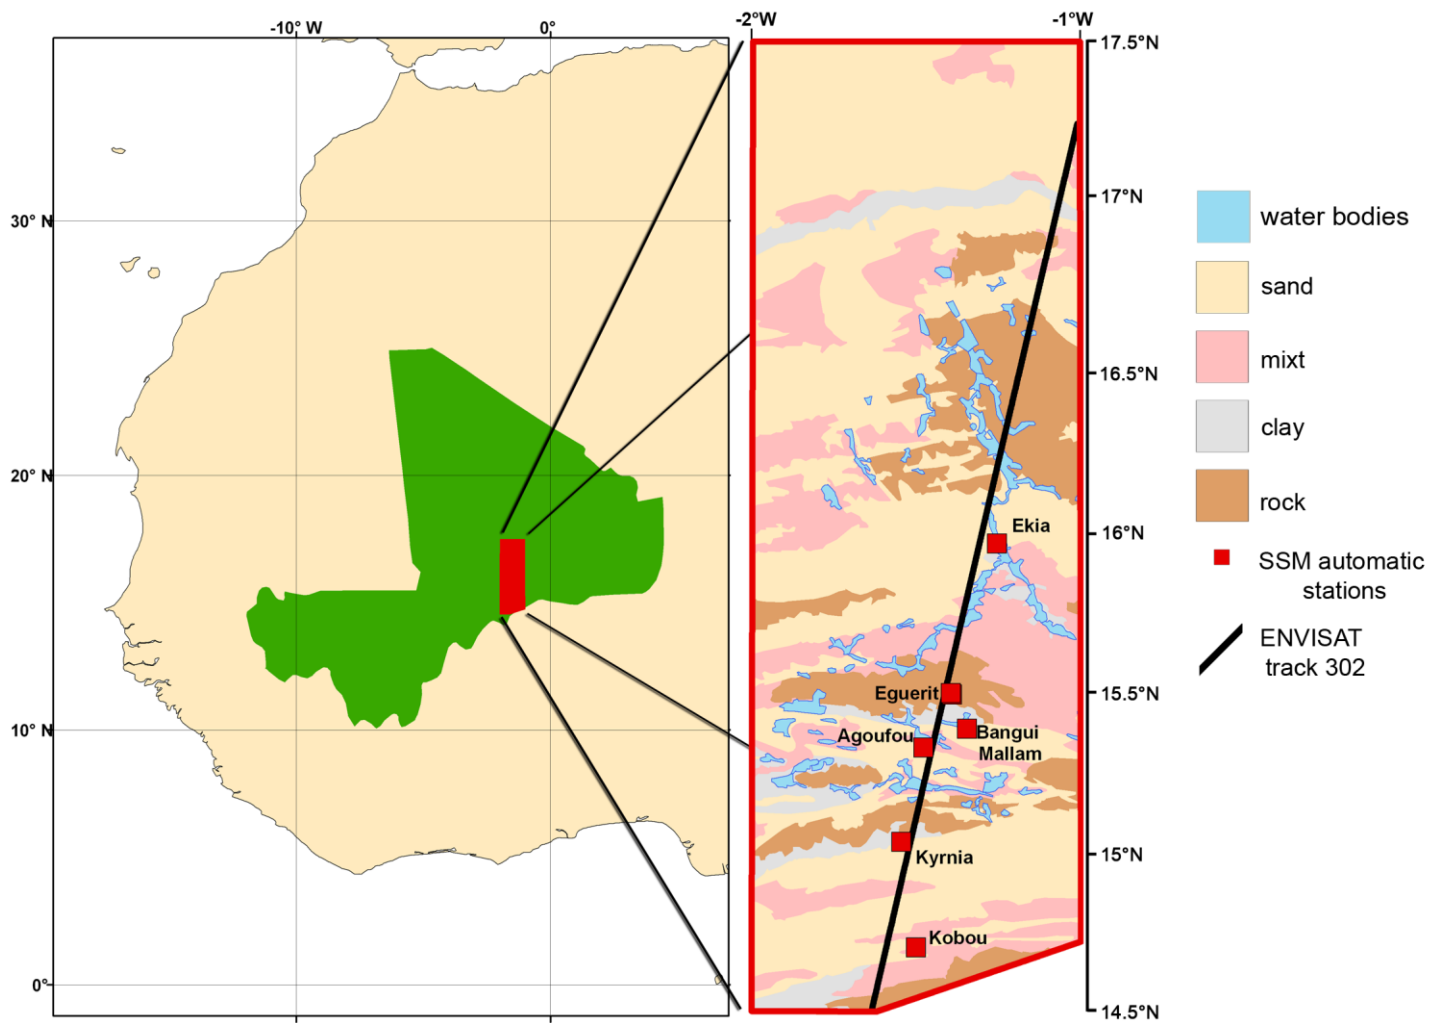 -10° W
0°
-2°W
-1°W
30° N
20° N
10° N
0°
17.5°N
17°N
16.5°N
16°N
15.5°N
15°N
14.5°N
Ekia
Eguerit
Agoufou
Bangui
Mallam
Kyrnia
Kobou
water bodies
sand
mixt
clay
rock
SSM automatic
stations
ENVISAT
track 302